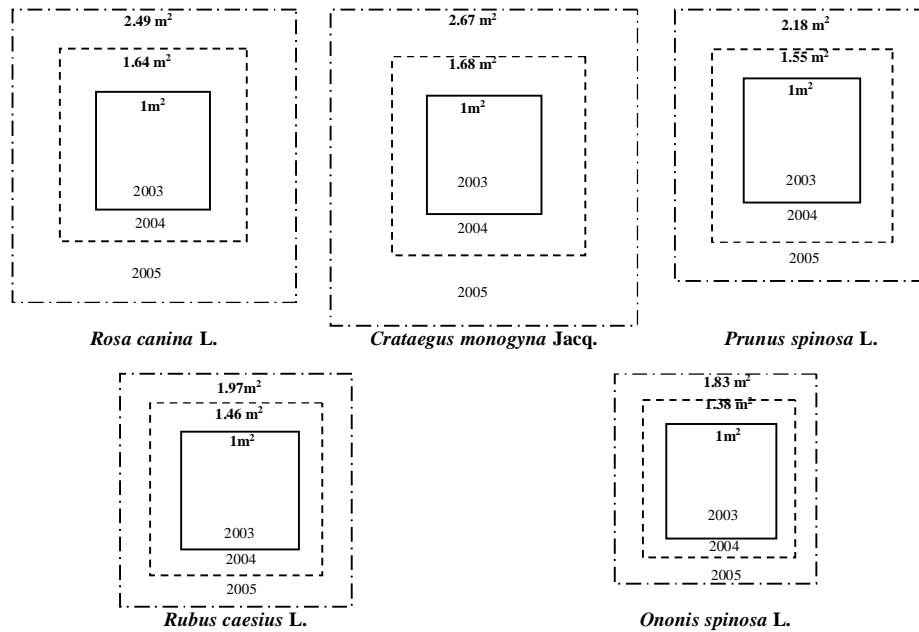 2.49 m²
1.64 m²
1m²
2003
2004
2005
Rosa canina L.
2.67 m²
1.68 m²
1m²
2003
2004
2005
Crataegus monogyna Jacq.
2.18 m²
1.55 m²
1m²
2003
2004
2005
Prunus spinosa L.
1.97m²
1.46 m²
1m²
2003
2004
2005
Rubus caesius L.
1.83 m²
1.38 m²
1m²
2003
2004
2005
Ononis spinosa L.